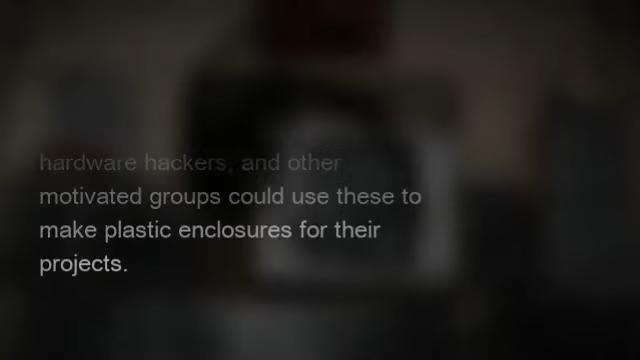 hardware hackers, and other
motivated groups could use these to
make plastic enclosures for their
projects.